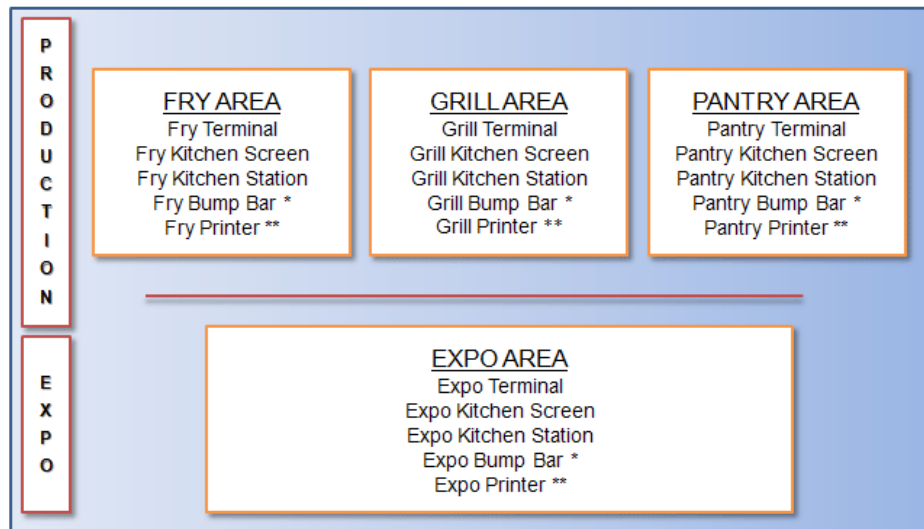 PRODUCTION
FRY AREA
Fry Terminal
Fry Kitchen Screen
Fry Kitchen Station
Fry Bump Bar *
Fry Printer **
GRILL AREA
Grill Terminal
Grill Kitchen Screen
Grill Kitchen Station
Grill Bump Bar *
Grill Printer **
PANTRY AREA
Pantry Terminal
Pantry Kitchen Screen
Pantry Kitchen Station
Pantry Bump Bar *
Pantry Printer **
EXPO
EXPO AREA
Expo Terminal
Expo Kitchen Screen
Expo Kitchen Station
Expo Bump Bar *
Expo Printer **